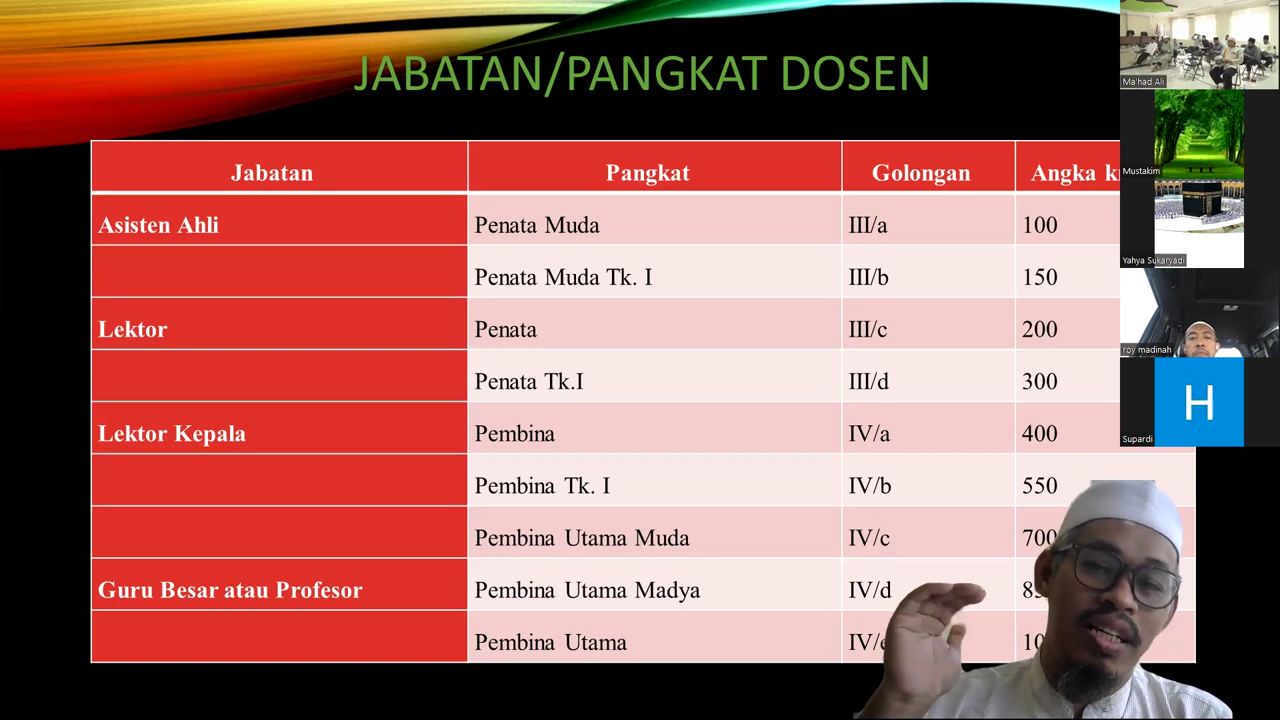 JABATAN/PANGKAT DOSEN
Jabatan Pangkat Golongan Angka
Asisten Ahli Penata Muda III/a 100
Penata Muda Tk. I III/b 150
Lektor Penata III/c 200
Penata Tk.I III/d 300
Lektor Kepala Pembina IV/a 400
Pembina Tk. I IV/b 550
Pembina Utama Muda IV/c 700
Guru Besar atau Profesor Pembina Utama Madya IV/d
Pembina Utama IV/e
Ma'had Ali
Mustakim
Yahya Sukaryadi
roy madinah
H
Supardi